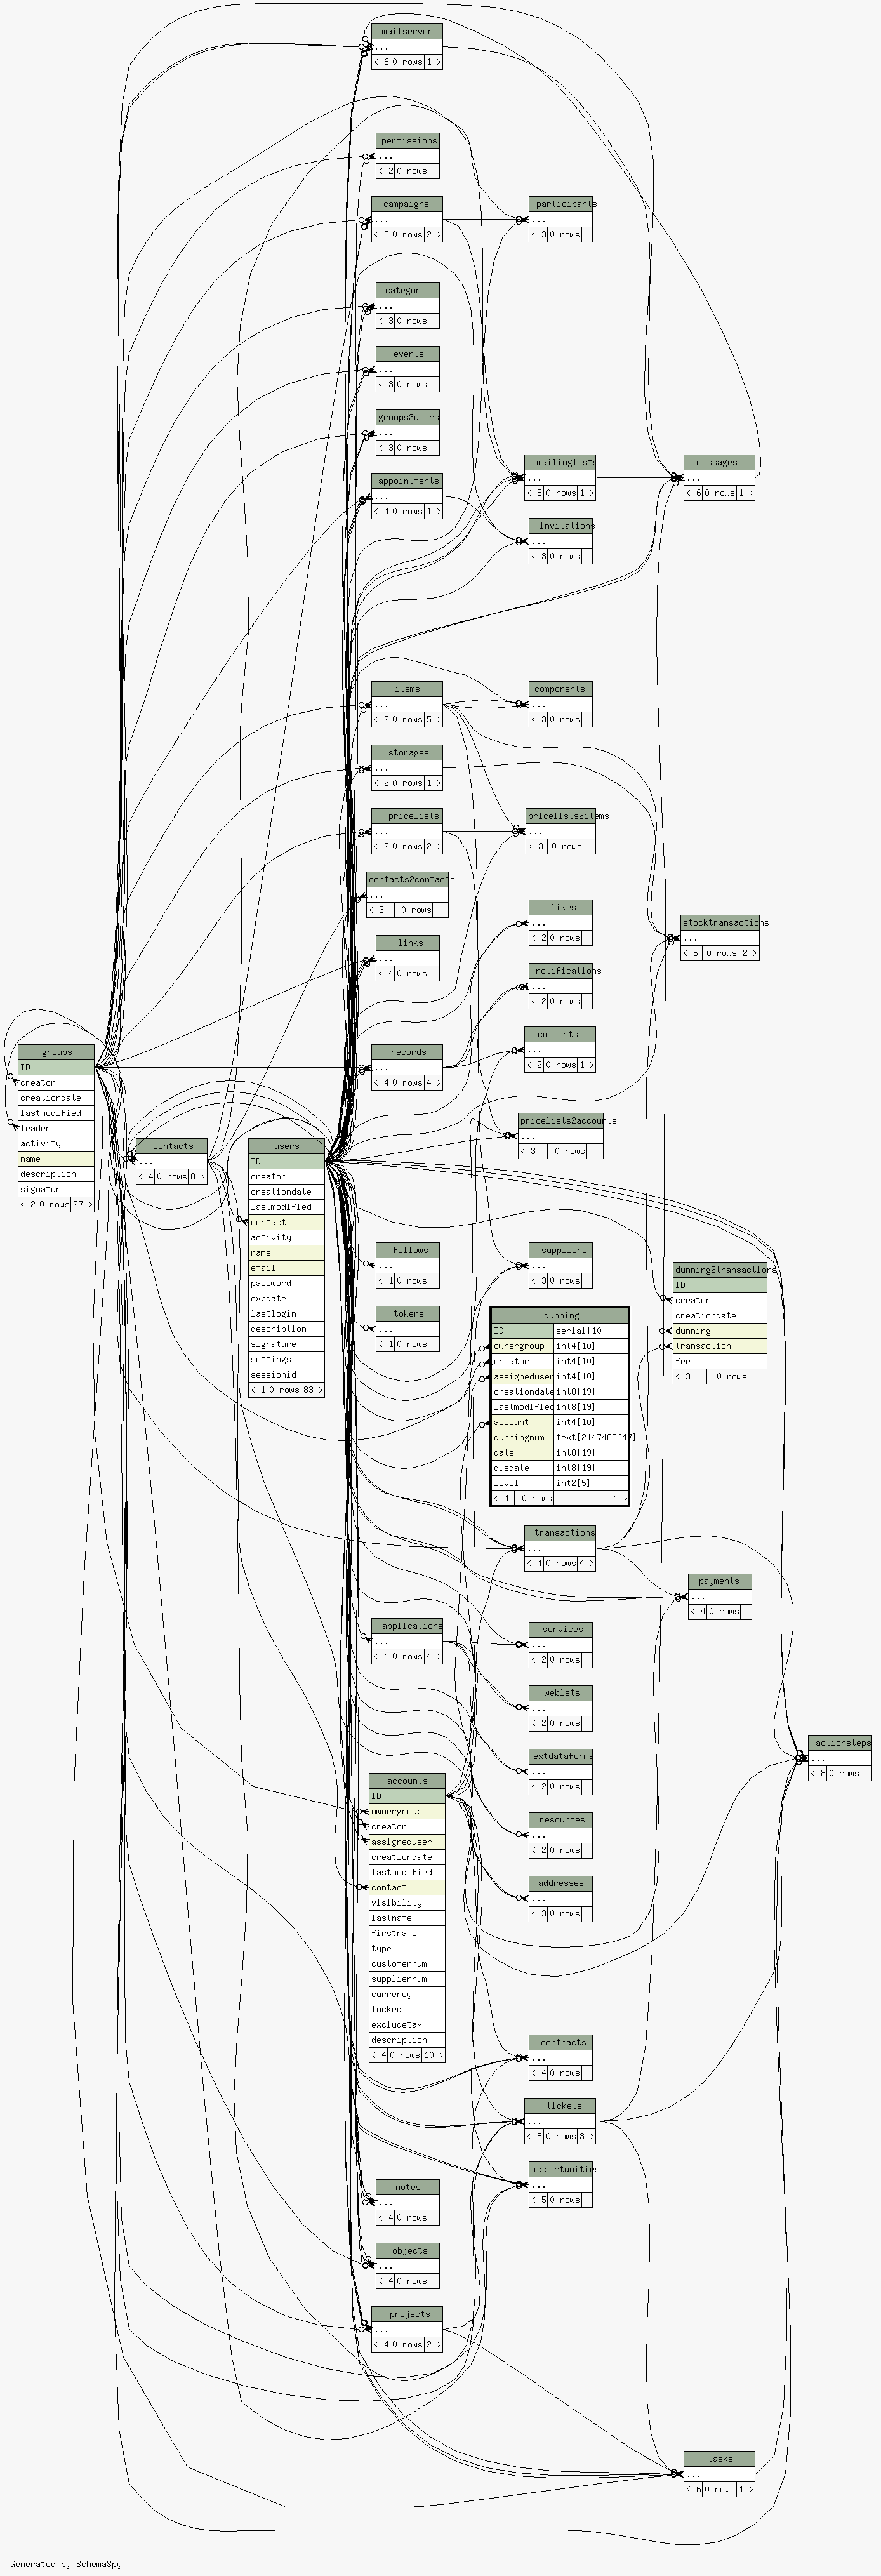 mailservers
...
< 6 0 rows 1 >
permissions
...
< 2 0 rows
campaigns
...
< 3 0 rows 2 >
participants
...
< 3 0 rows
categories
...
< 3 0 rows
events
...
< 3 0 rows
groups2users
...
< 3 0 rows
mailinglists
...
< 5 0 rows 1 >
messages
...
< 6 0 rows 1 >
appointments
...
< 4 0 rows 1 >
invitations
...
< 3 0 rows
items
...
< 2 0 rows 5 >
components
...
< 3 0 rows
storages
...
< 2 0 rows 1 >
pricelists
...
< 2 0 rows 2 >
pricelists2items
...
< 3 0 rows
contacts2contacts
...
< 3 0 rows
likes
...
< 2 0 rows
stocktransactions
...
< 5 0 rows 2 >
links
...
< 4 0 rows
notifications
...
< 2 0 rows
comments
...
< 2 0 rows 1 >
groups
ID
creator
creationdate
lastmodified
leader
activity
name
description
signature
< 2 0 rows 27 >
records
...
< 4 0 rows 4 >
pricelists2accounts
...
< 3 0 rows
contacts
...
< 4 0 rows 8 >
users
ID
creator
creationdate
lastmodified
contact
activity
name
email
password
expdate
lastlogin
description
signature
settings
sessionid
< 1 0 rows 83 >
follows
...
< 1 0 rows
suppliers
...
< 3 0 rows
tokens
...
< 1 0 rows
dunning2transactions
ID
creator
creationdate
dunning
transaction
fee
< 3 0 rows
dunning
ID serial[10]
ownergroup int4[10]
creator int4[10]
assigneduser int4[10]
creationdate int8[19]
lastmodified int8[19]
account int4[10]
dunningnum text[2147483647]
date int8[19]
duedate int8[19]
level int2[5]
< 4 0 rows 1 >
transactions
...
< 4 0 rows 4 >
payments
...
< 4 0 rows
applications
...
< 1 0 rows 4 >
services
...
< 2 0 rows
weblets
...
< 2 0 rows
actionsteps
...
< 8 0 rows
extdataforms
...
< 2 0 rows
accounts
ID
ownergroup
creator
assigneduser
creationdate
lastmodified
contact
visibility
lastname
firstname
type
customernum
suppliernum
currency
locked
excludetax
description
< 4 0 rows 10 >
resources
...
< 2 0 rows
addresses
...
< 3 0 rows
contracts
...
< 4 0 rows
tickets
...
< 5 0 rows 3 >
opportunities
...
< 5 0 rows
notes
...
< 4 0 rows
objects
...
< 4 0 rows
projects
...
< 4 0 rows 2 >
tasks
...
< 6 0 rows 1 >
Generated by SchemaSpy